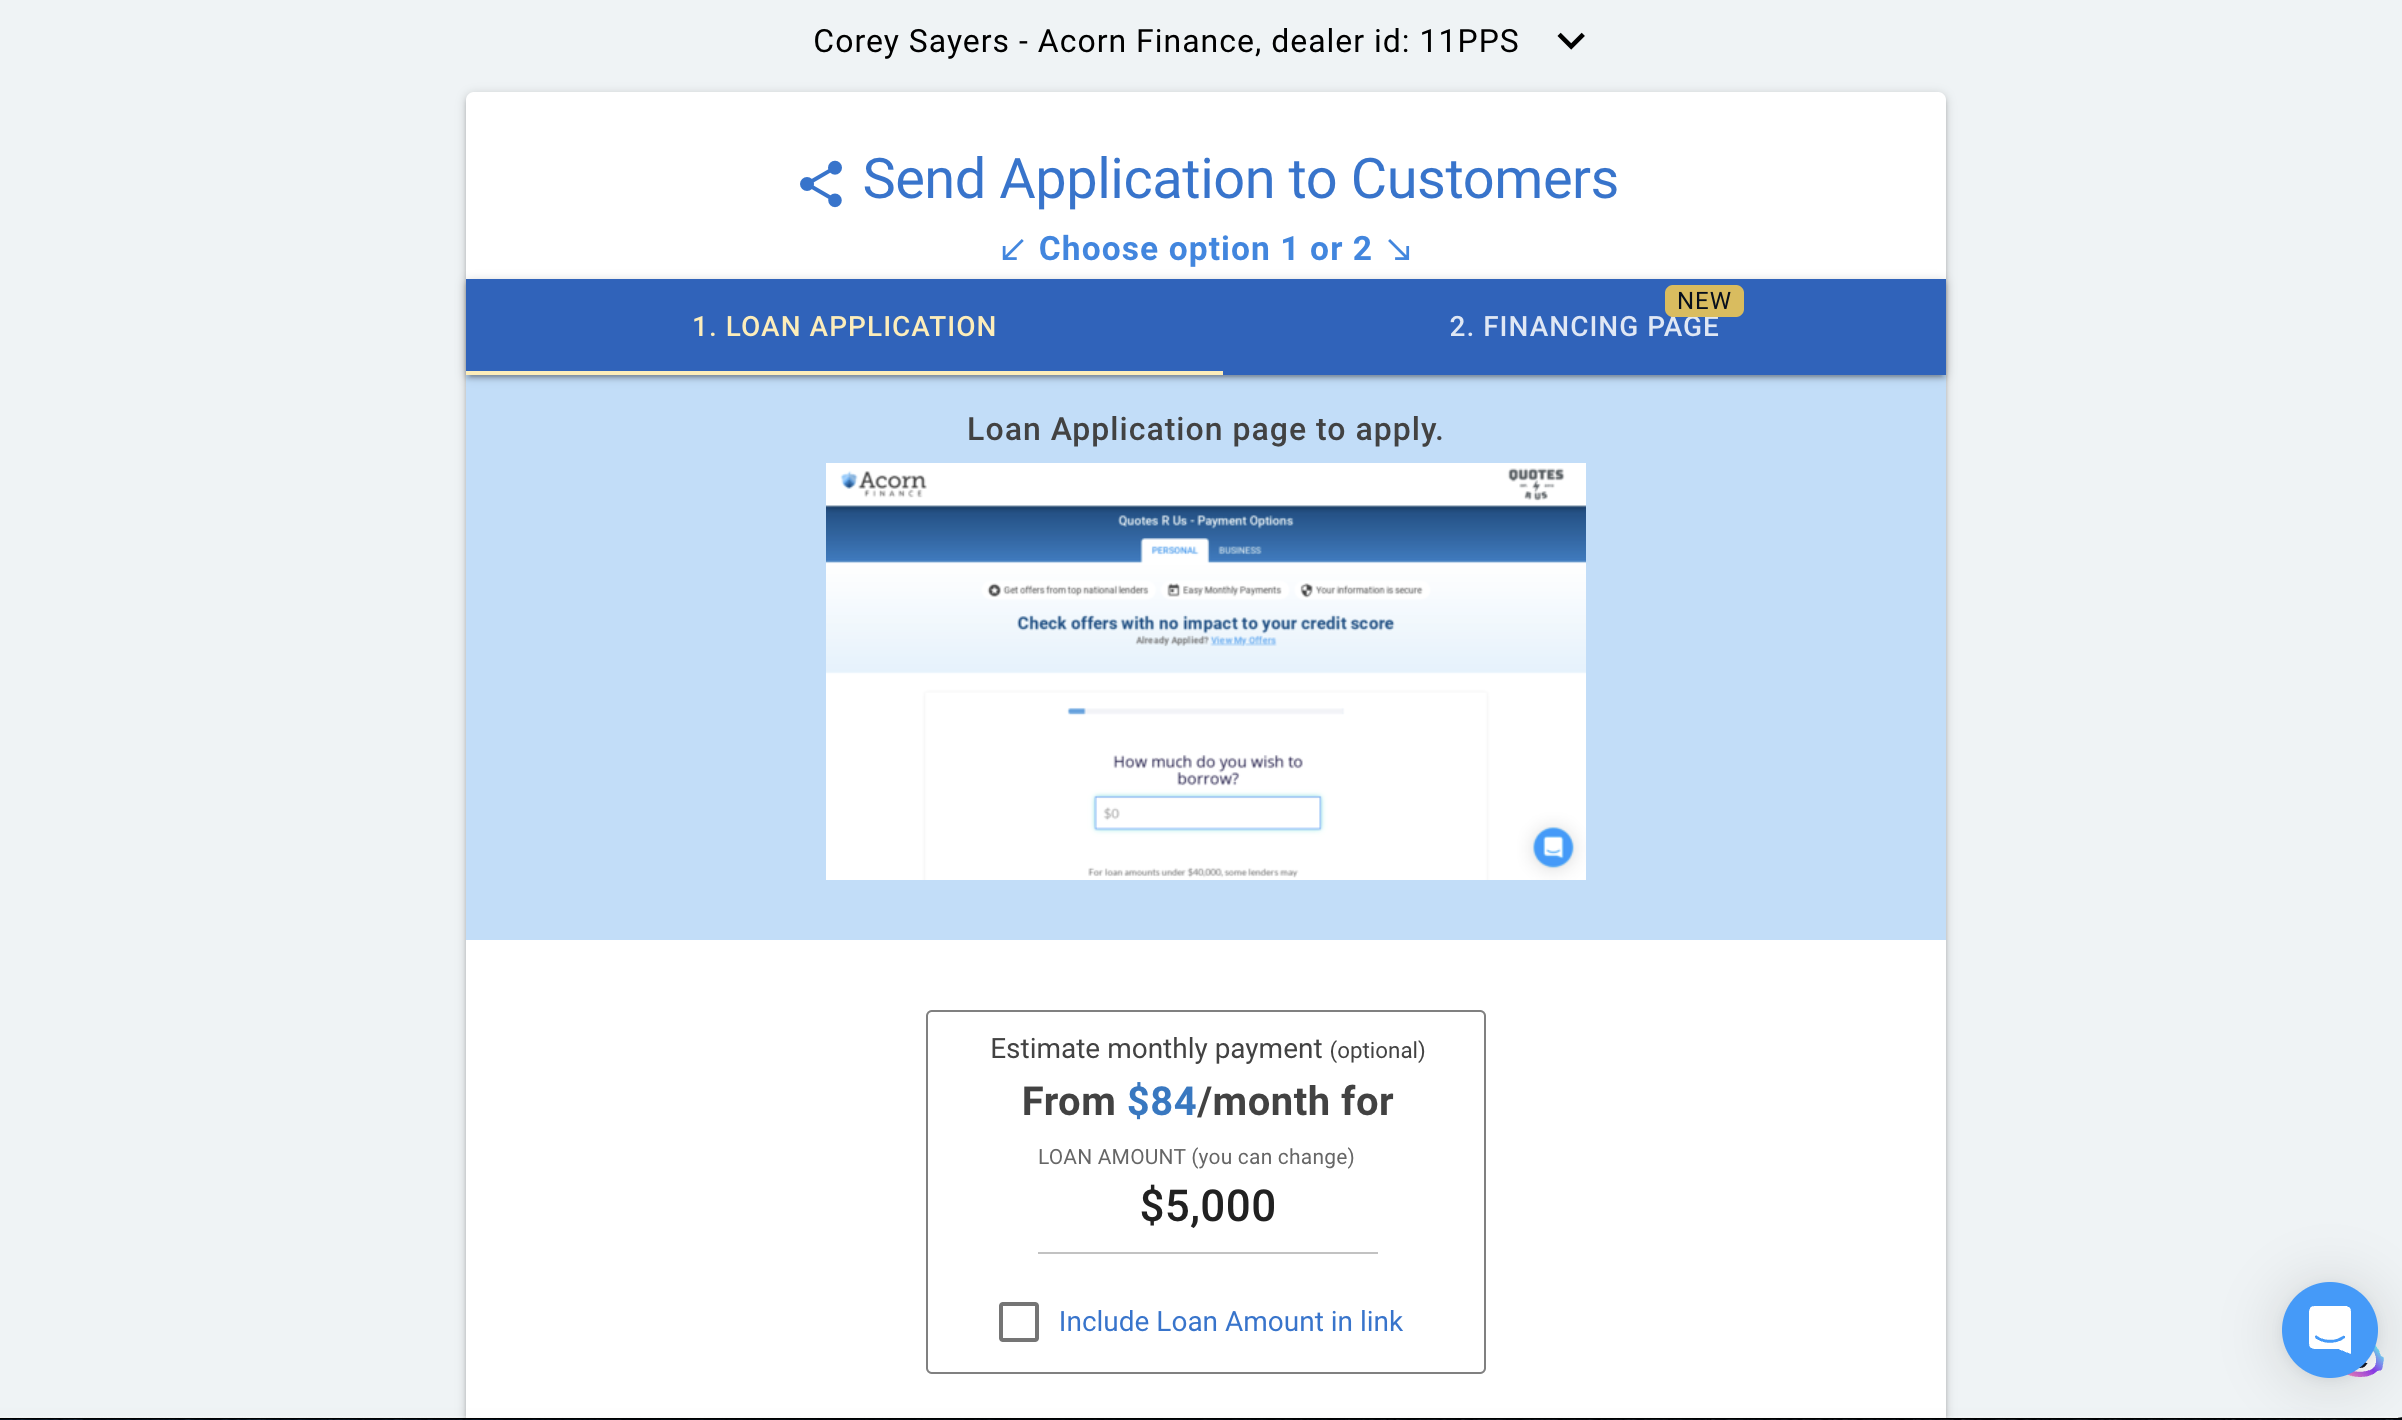 Corey Sayers - Acorn Finance, dealer id: 11PPS
Send Application to Customers
↙ Choose option 1 or 2 ↘
1. LOAN APPLICATION
NEW
2. FINANCING PAGE
Loan Application page to apply.
Acorn
FINANCE
QUOTES
R US
Quotes R Us - Payment Options
PERSONAL
BUSINESS
Get offers from top national lenders
Easy Monthly Payments
Your information is secure
Check offers with no impact to your credit score
Already Applied? View My Offers
How much do you wish to
borrow?
$0
For loan amounts under $40,000, some lenders may
Estimate monthly payment (optional)
From $84/month for
LOAN AMOUNT (you can change)
$5,000
Include Loan Amount in link